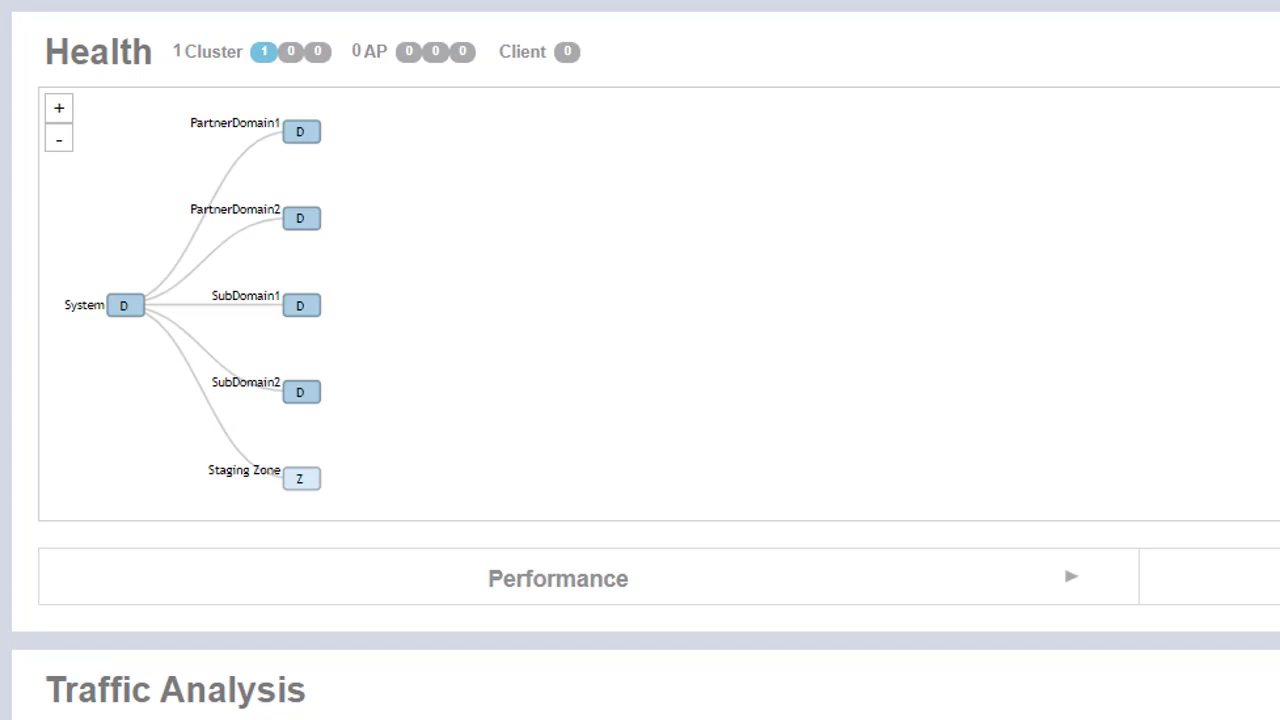 Health 1 Cluster 1 0 0 0 AP 0 0 0 Client 0
+
-
PartnerDomain1 D
PartnerDomain2 D
SubDomain1 D
System D
SubDomain2 D
Staging Zone Z
Performance ►
Traffic Analysis